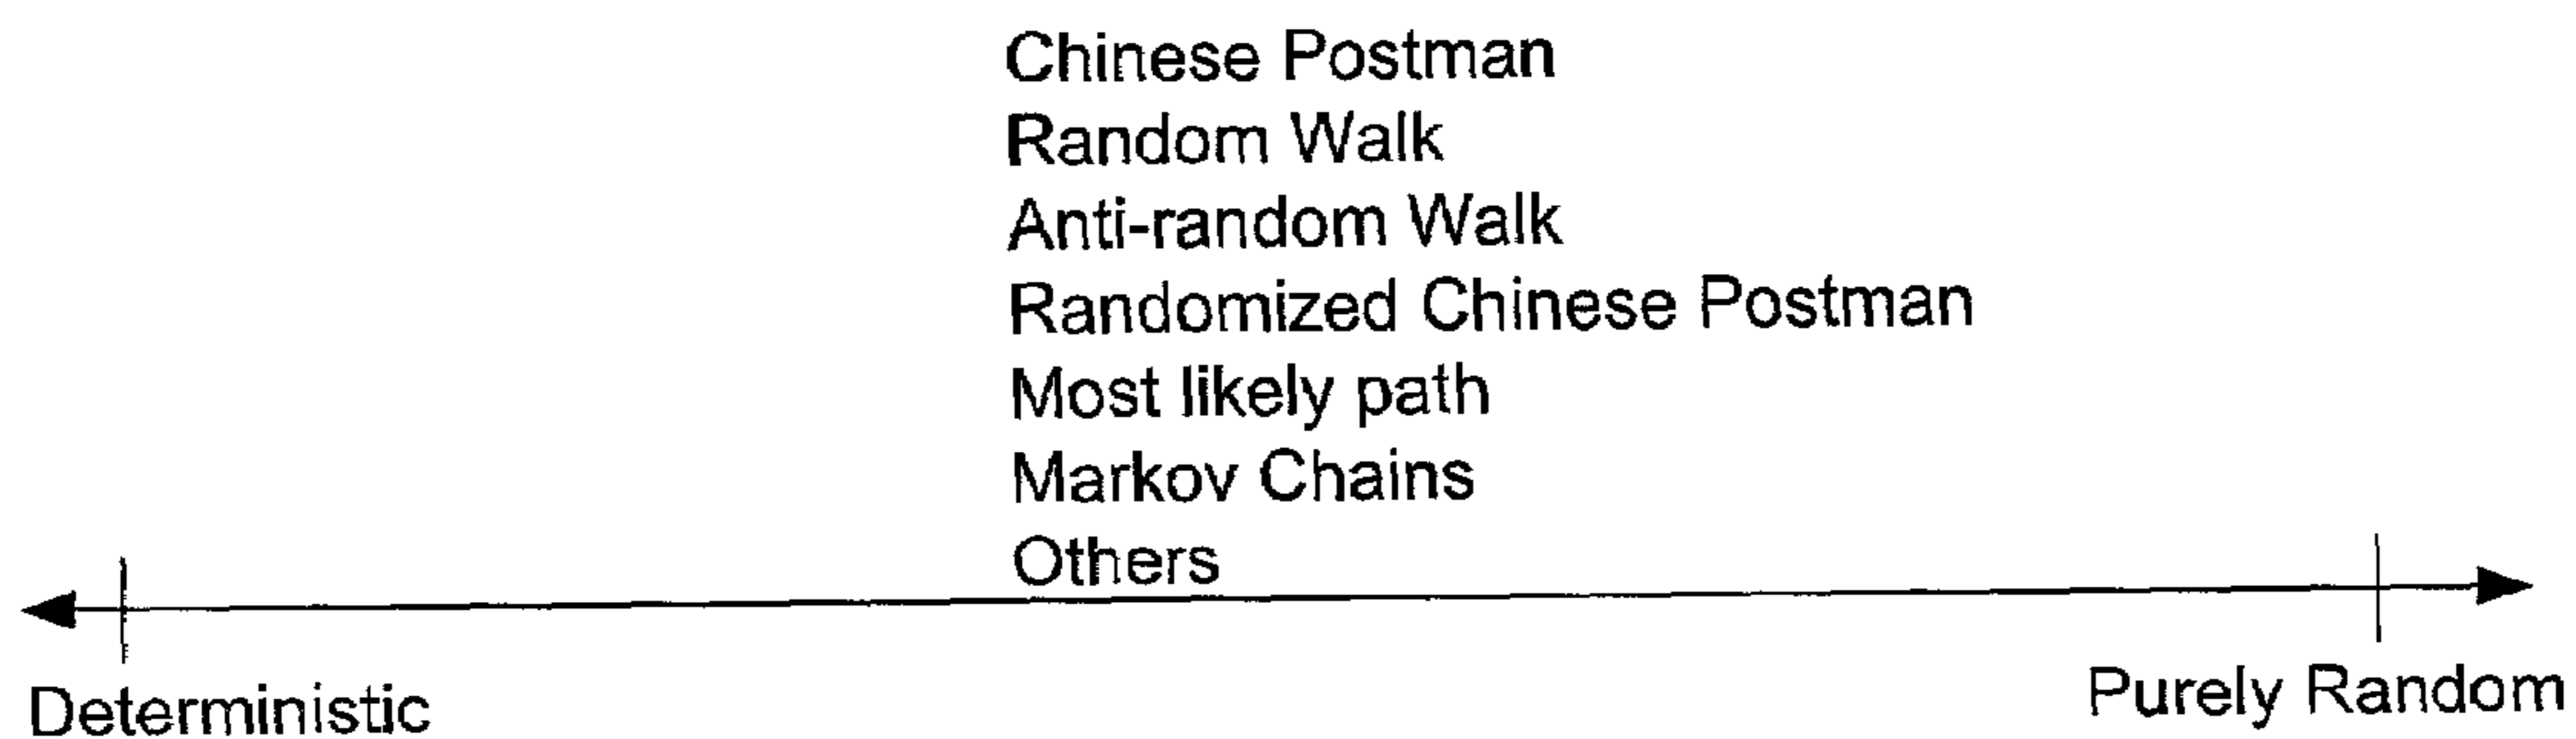 Chinese Postman
Random Walk
Anti-random Walk
Randomized Chinese Postman
Most likely path
Markov Chains
Others
Deterministic
Purely Random